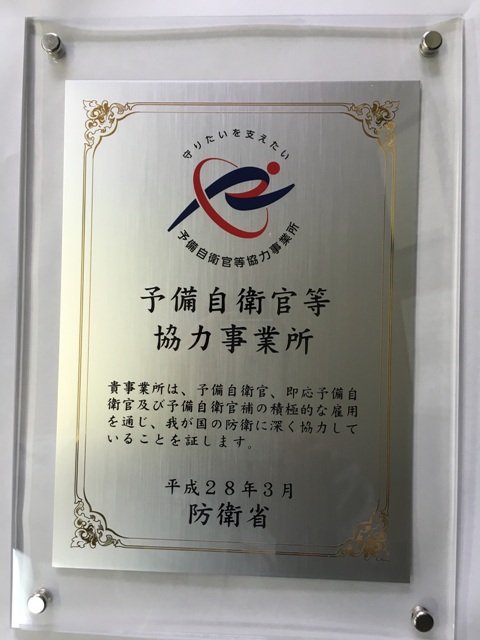 守りたいを支えたい
予備自衛官等協力事業所
予備自衛官等
協力事業所
貴事業所は、予備自衛官、即応予備自
衛官及び予備自衛官補の積極的な雇用
を通じ、我が国の防衛に深く協力して
いることを証します。
平成28年3月
防衛省